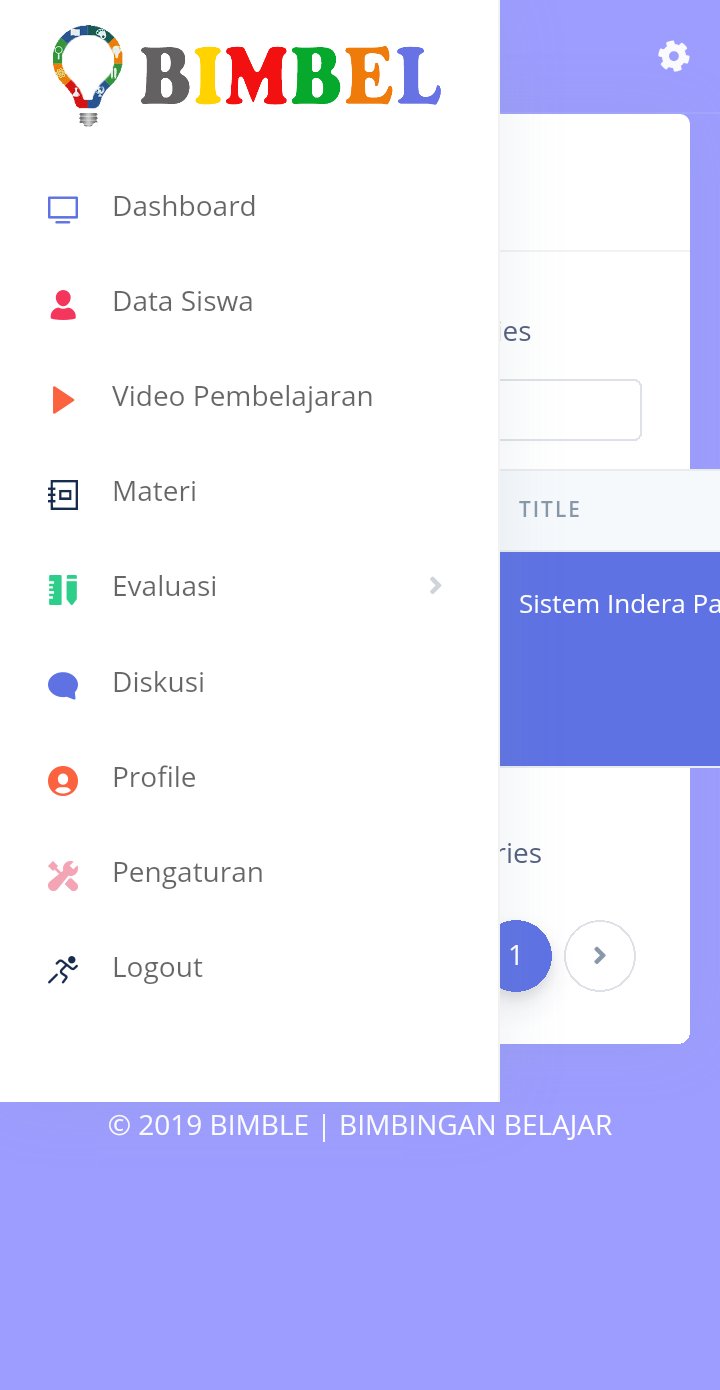 BIMBEL
Dashboard
Data Siswa
ies
Video Pembelajaran
Materi
TITLE
Evaluasi
Sistem Indera Pa
Diskusi
Profile
ries
Pengaturan
1
Logout
© 2019 BIMBLE | BIMBINGAN BELAJAR